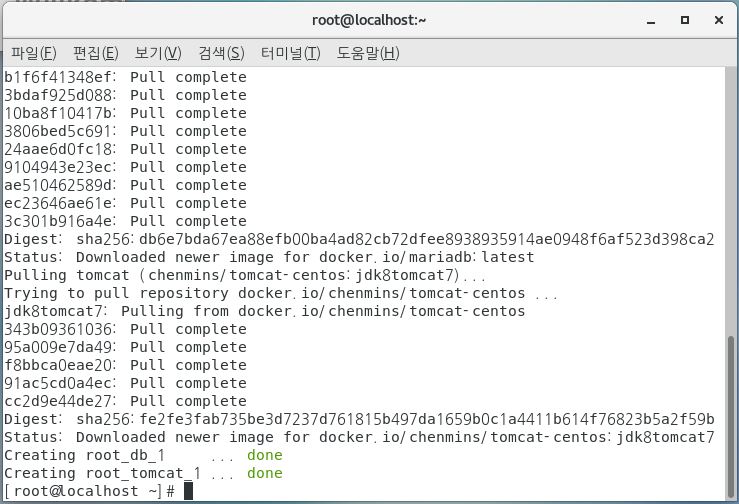 root@localhost:~
파일(F) 편집(E) 보기(V) 검색(S) 터미널(T) 도움말(H)
b1f6f41348ef: Pull complete
3bdaf925d088: Pull complete
10ba8f10417b: Pull complete
3806bed5c691: Pull complete
24aae6d0fc18: Pull complete
9104943e23ec: Pull complete
ae510462589d: Pull complete
ec23646ae61e: Pull complete
3c301b916a4e: Pull complete
Digest: sha256:db6e7bda67ea88efb00ba4ad82cb72dfee8938935914ae0948f6af523d398ca2
Status: Downloaded newer image for docker.io/mariadb:latest
Pulling tomcat (chenmins/tomcat-centos:jdk8tomcat7)...
Trying to pull repository docker.io/chenmins/tomcat-centos ...
jdk8tomcat7: Pulling from docker.io/chenmins/tomcat-centos
343b09361036: Pull complete
95a009e7da49: Pull complete
f8bbca0eae20: Pull complete
91ac5cd0a4ec: Pull complete
cc2d9e44de27: Pull complete
Digest: sha256:fe2fe3fab735be3d7237d761815b497da1659b0c1a4411b614f76823b5a2f59b
Status: Downloaded newer image for docker.io/chenmins/tomcat-centos:jdk8tomcat7
Creating root_db_1     ... done
Creating root_tomcat_1 ... done
[root@localhost ~]#